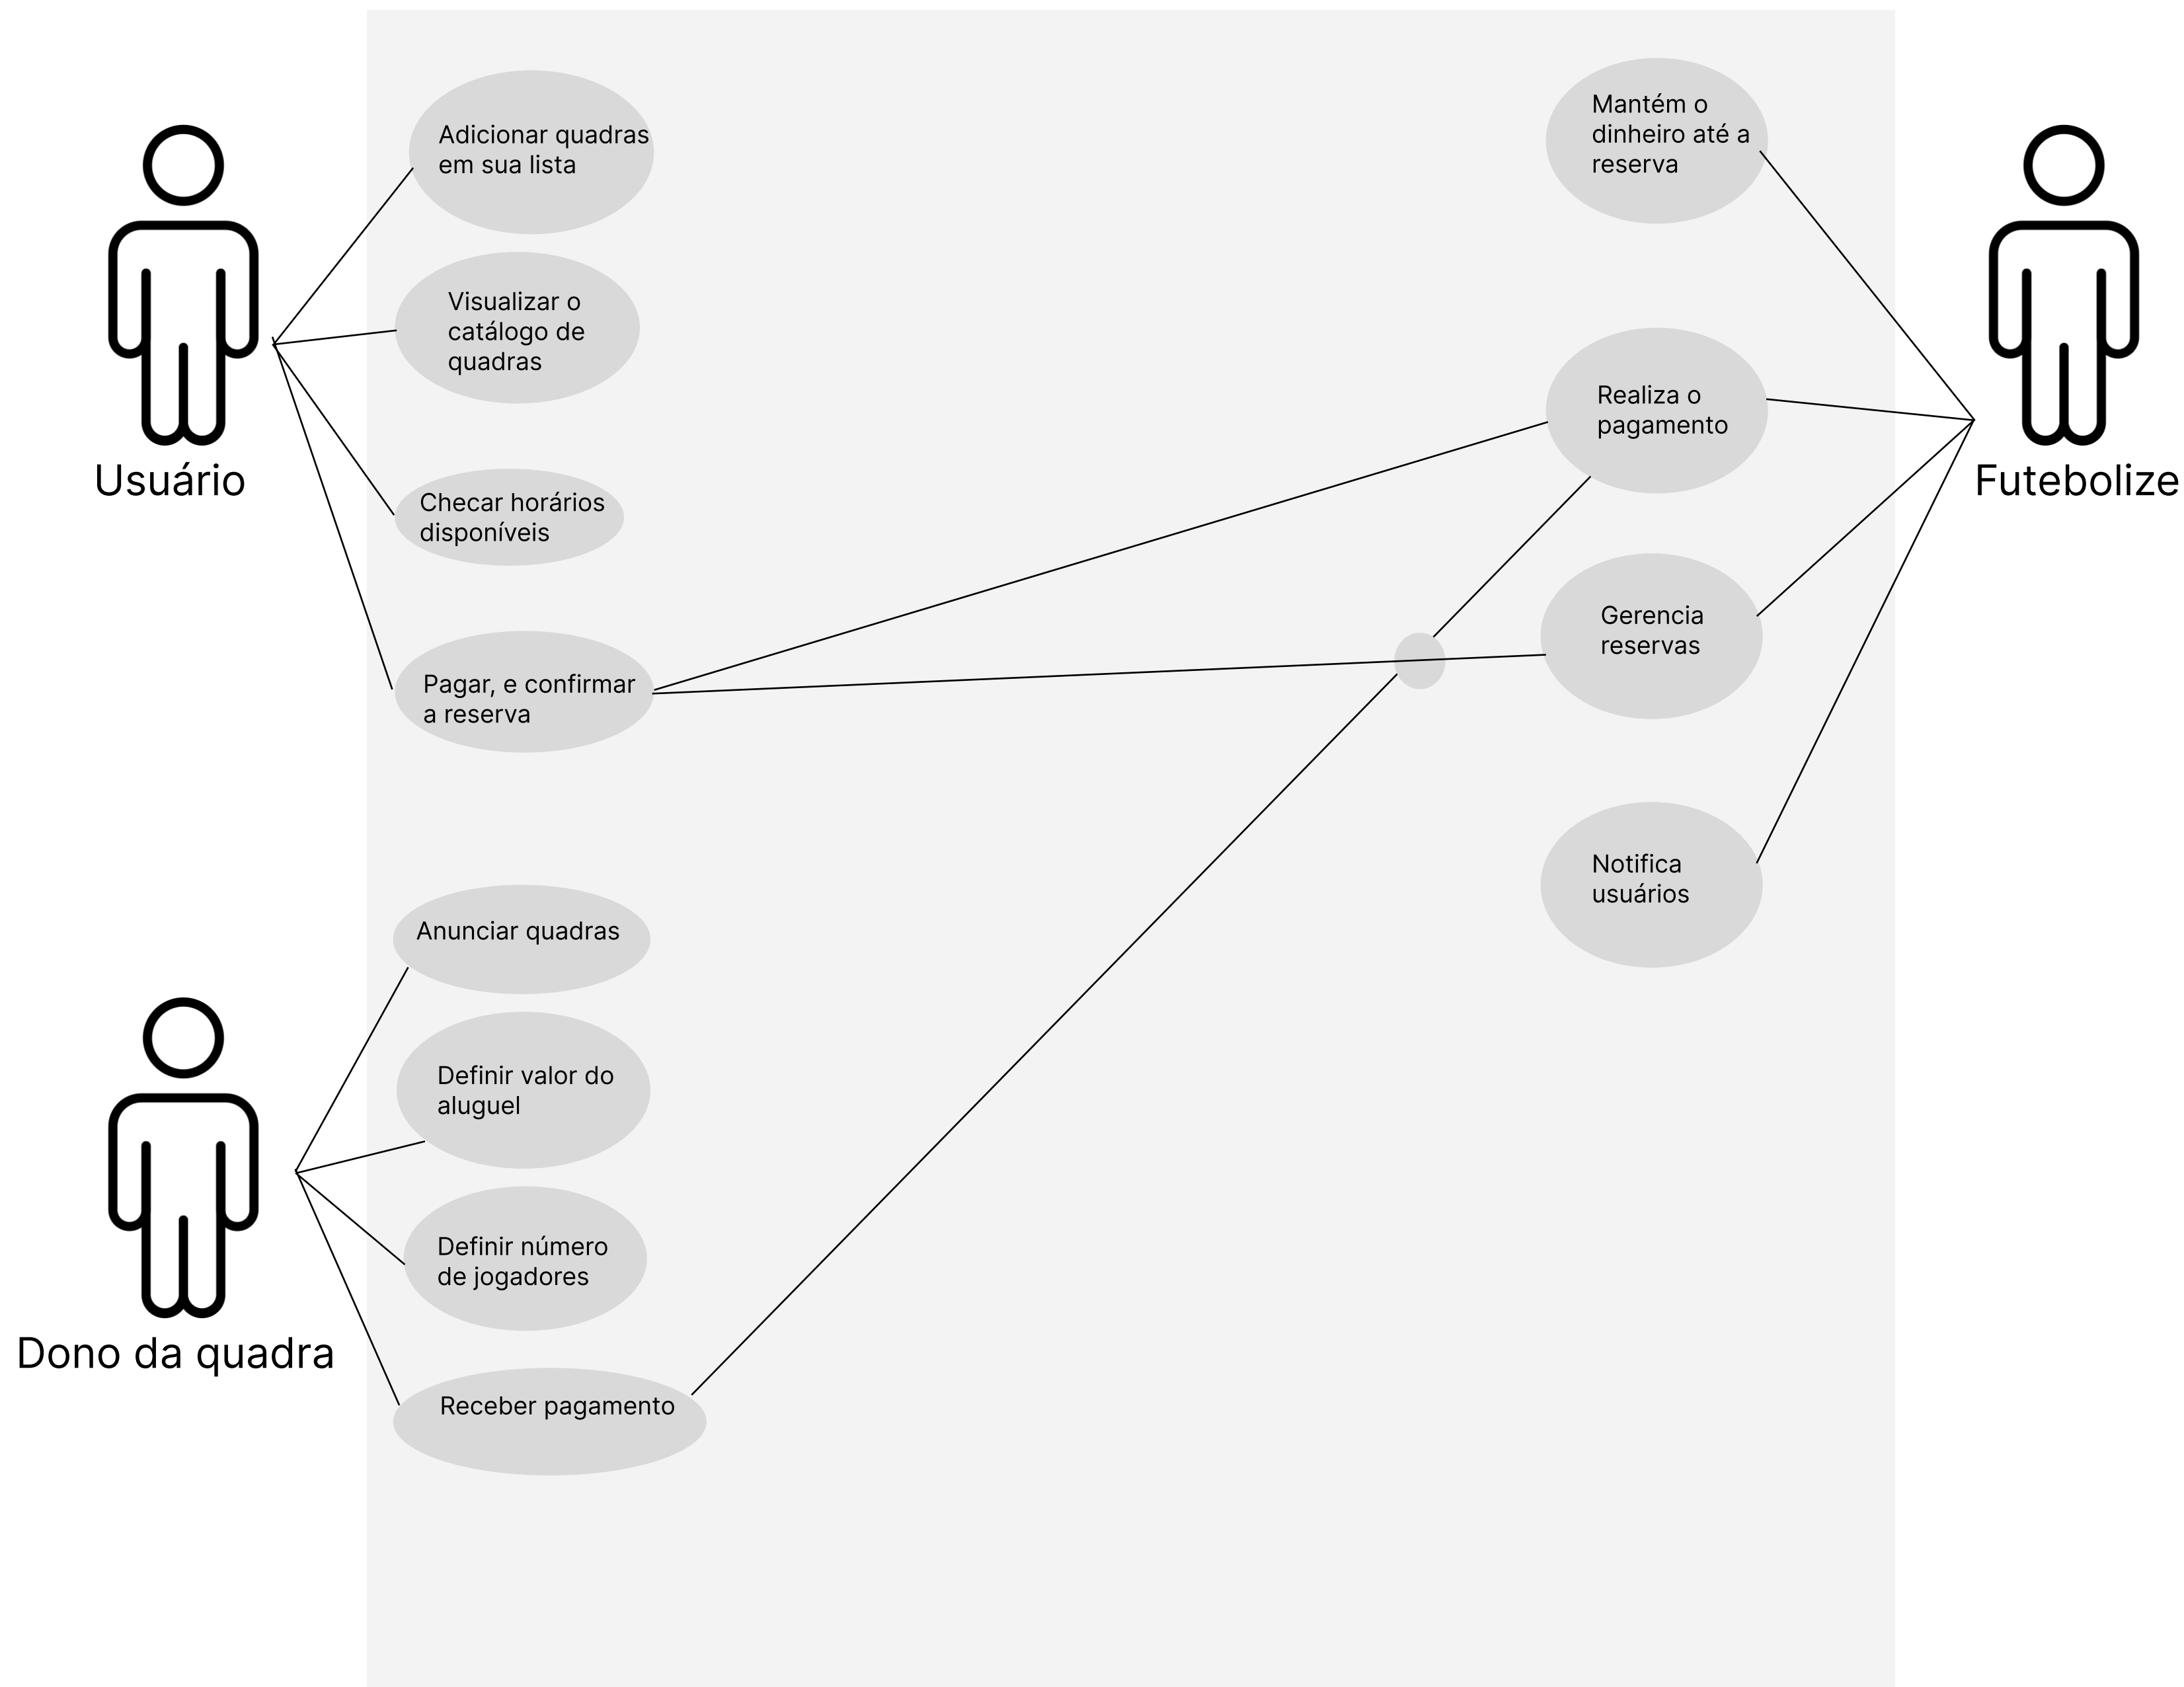 Adicionar quadras
em sua lista
Visualizar o
catálogo de
quadras
Checar horários
disponíveis
Pagar, e confirmar
a reserva
Usuário
Mantém o
dinheiro até a
reserva
Realiza o
pagamento
Gerencia
reservas
Notifica
usuários
Futebolize
Anunciar quadras
Definir valor do
aluguel
Definir número
de jogadores
Receber pagamento
Dono da quadra